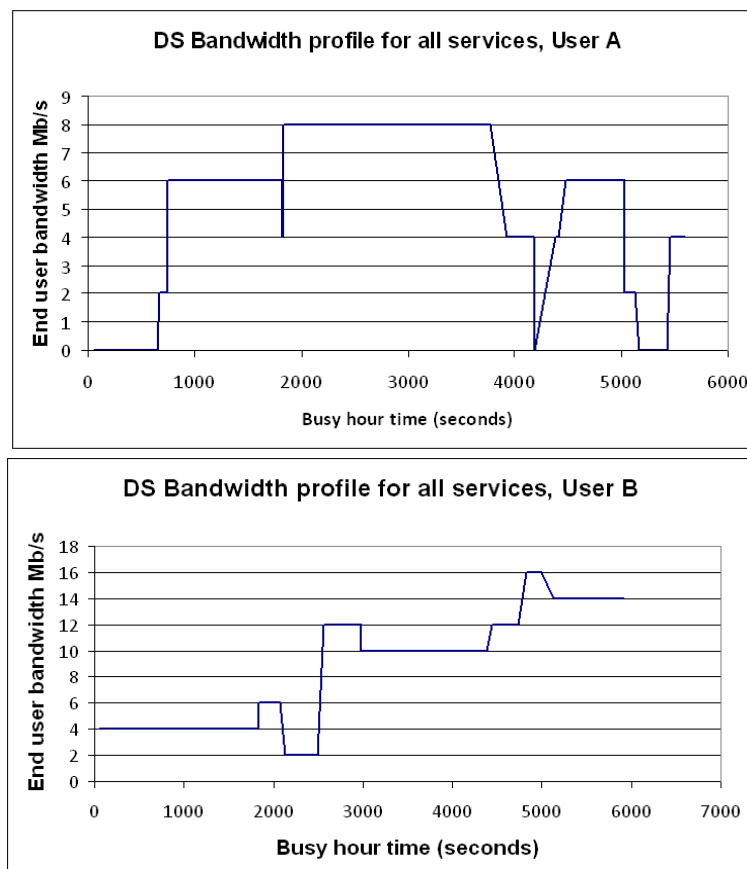 DS Bandwidth profile for all services, User A
End user bandwidth Mb/s
9
8
7
6
5
4
3
2
1
0
0 1000 2000 3000 4000 5000 6000
Busy hour time (seconds)
DS Bandwidth profile for all services, User B
End user bandwidth Mb/s
18
16
14
12
10
8
6
4
2
0
0 1000 2000 3000 4000 5000 6000 7000
Busy hour time (seconds)